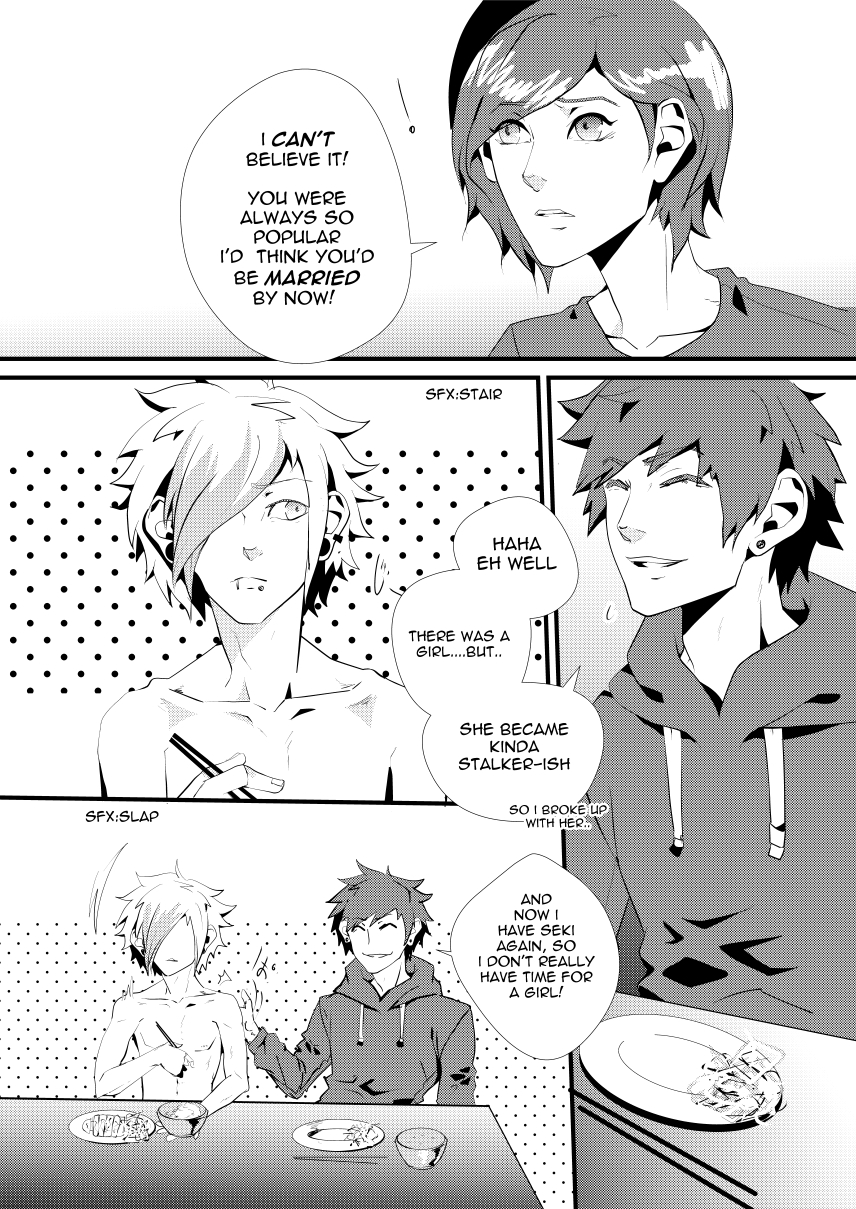 I CAN'T
BELIEVE IT!
YOU WERE
ALWAYS SO
POPULAR
I'D THINK YOU'D
BE MARRIED
BY NOW!
SFX:STAIR
HAHA
EH WELL
THERE WAS A
GIRL....BUT..
SHE BECAME
KINDA
STALKER-ISH
SO I BROKE UP
WITH HER..
SFX:SLAP
AND
NOW I
HAVE SEKI
AGAIN, SO
I DON'T REALLY
HAVE TIME FOR
A GIRL!